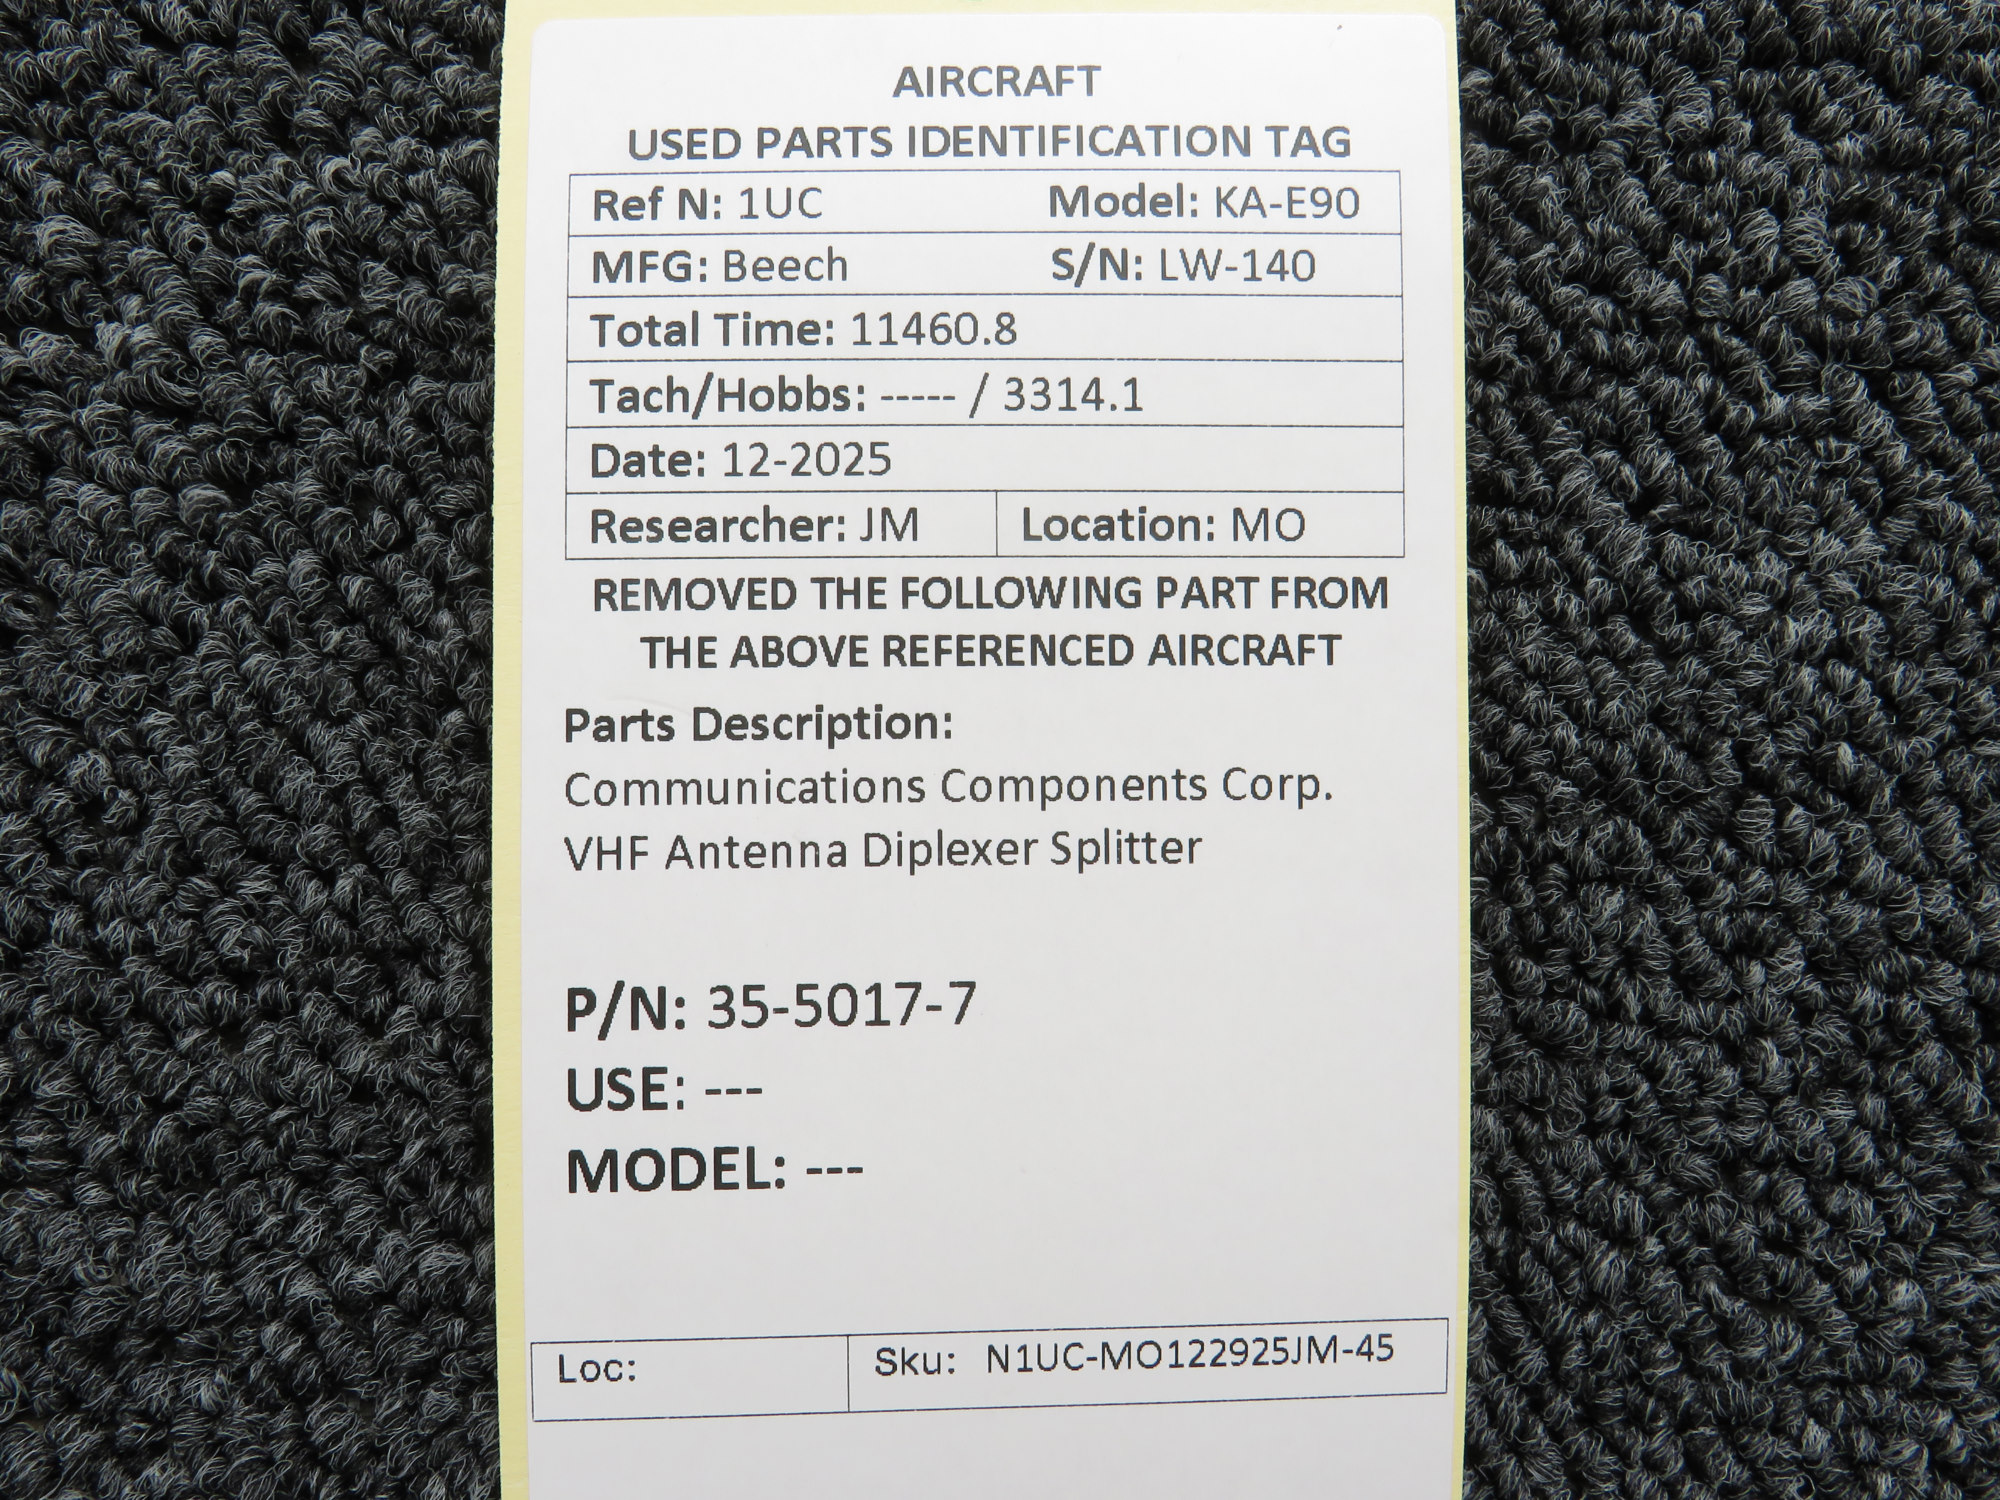 AIRCRAFT
USED PARTS IDENTIFICATION TAG
Ref N: 1UC Model: KA-E90
MFG: Beech S/N: LW-140
Total Time: 11460.8
Tach/Hobbs: ----- / 3314.1
Date: 12-2025
Researcher: JM Location: MO
REMOVED THE FOLLOWING PART FROM
THE ABOVE REFERENCED AIRCRAFT
Parts Description:
Communications Components Corp.
VHF Antenna Diplexer Splitter
P/N: 35-5017-7
USE: ---
MODEL: ---
Loc: Sku: N1UC-MO122925JM-45